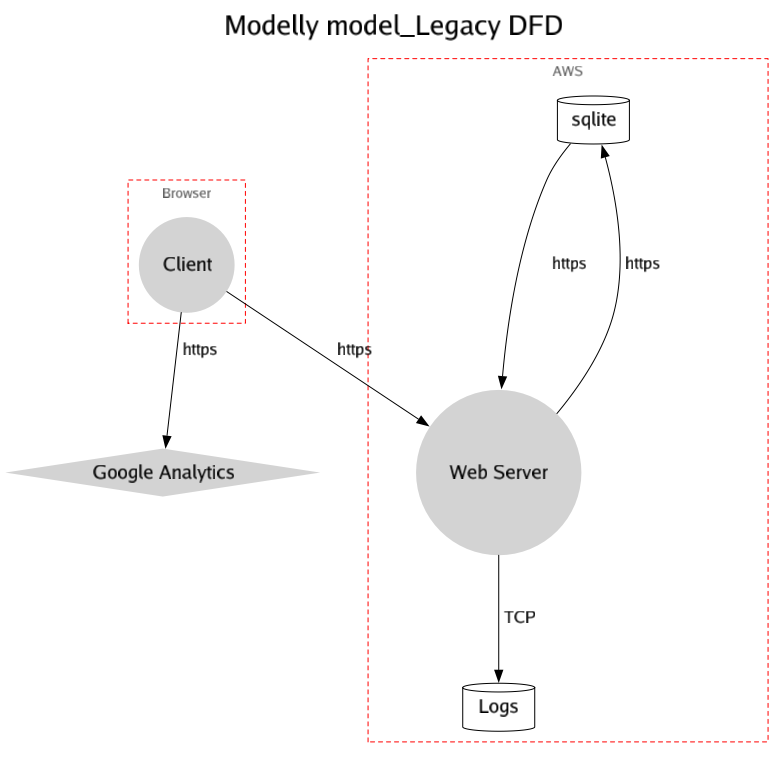 Modelly model_Legacy DFD
AWS
sqlite
Browser
Client
https
https
https
https
Google Analytics
Web Server
TCP
Logs